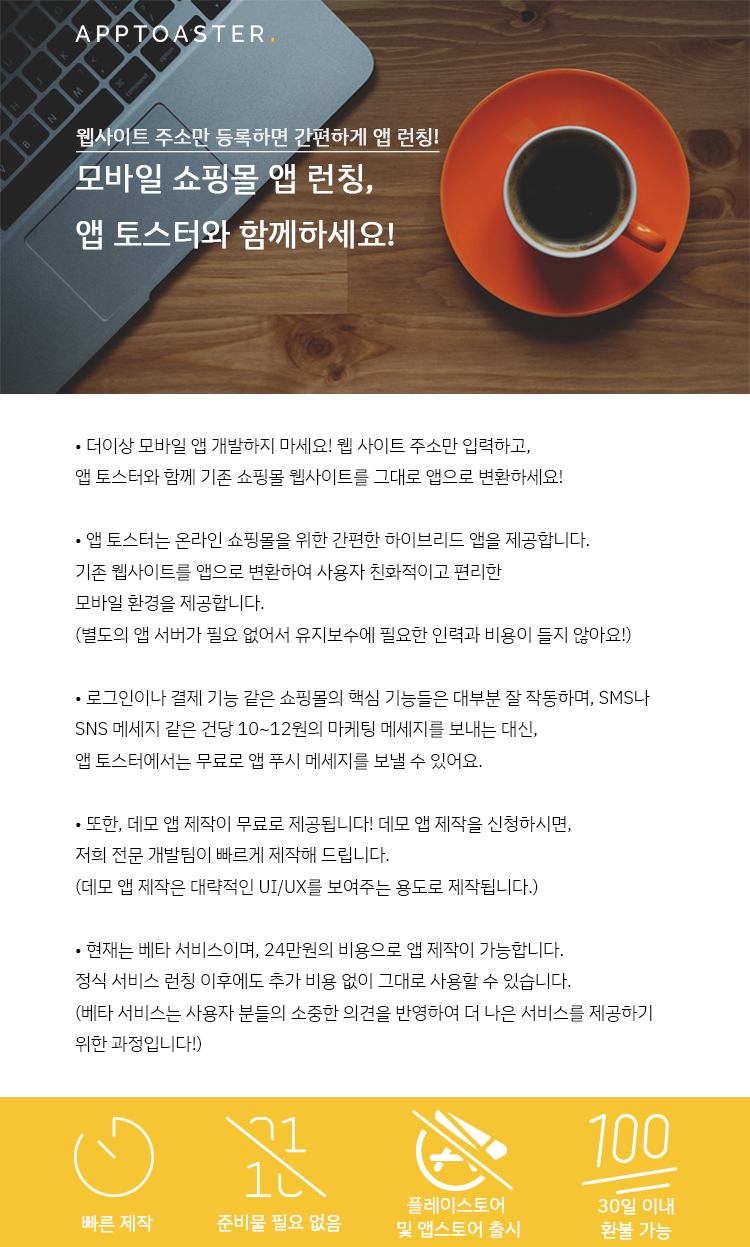 APPTOASTER.
웹사이트 주소만 등록하면 간편하게 앱 런칭!
모바일 쇼핑몰 앱 런칭,
앱 토스터와 함께하세요!
• 더이상 모바일 앱 개발하지 마세요! 웹 사이트 주소만 입력하고,
앱 토스터와 함께 기존 쇼핑몰 웹사이트를 그대로 앱으로 변환하세요!
• 앱 토스터는 온라인 쇼핑몰을 위한 간편한 하이브리드 앱을 제공합니다.
기존 웹사이트를 앱으로 변환하여 사용자 친화적이고 편리한
모바일 환경을 제공합니다.
(별도의 앱 서버가 필요 없어서 유지보수에 필요한 인력과 비용이 들지 않아요!)
• 로그인이나 결제 기능 같은 쇼핑몰의 핵심 기능들은 대부분 잘 작동하며, SMS나
SNS 메세지 같은 건당 10~12원의 마케팅 메세지를 보내는 대신,
앱 토스터에서는 무료로 앱 푸시 메세지를 보낼 수 있어요.
• 또한, 데모 앱 제작이 무료로 제공됩니다! 데모 앱 제작을 신청하시면,
저희 전문 개발팀이 빠르게 제작해 드립니다.
(데모 앱 제작은 대략적인 UI/UX를 보여주는 용도로 제작됩니다.)
• 현재는 베타 서비스이며, 24만원의 비용으로 앱 제작이 가능합니다.
정식 서비스 런칭 이후에도 추가 비용 없이 그대로 사용할 수 있습니다.
(베타 서비스는 사용자 분들의 소중한 의견을 반영하여 더 나은 서비스를 제공하기
위한 과정입니다!)
100
빠른 제작
준비물 필요 없음
플레이스토어
및 앱스토어 출시
30일 이내
환불 가능